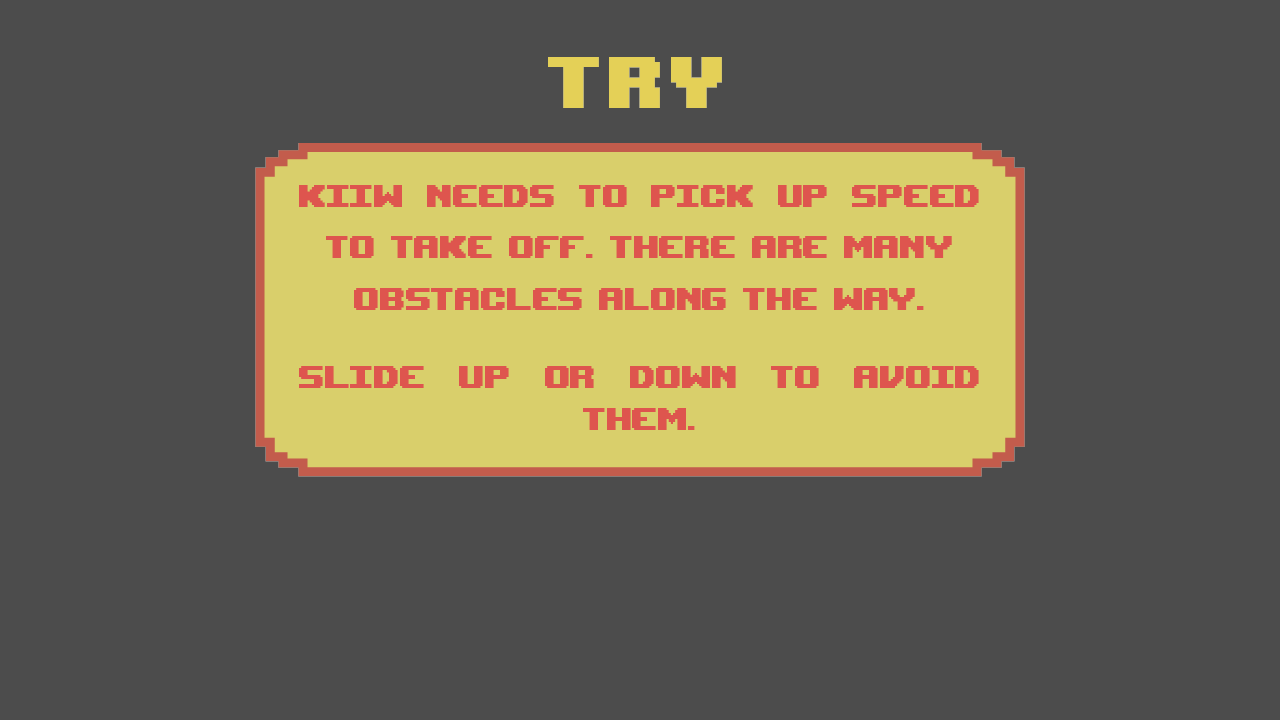 TRY
KIIW NEEDS TO PICK UP SPEED
TO TAKE OFF. THERE ARE MANY
OBSTACLES ALONG THE WAY.
SLIDE UP OR DOWN TO AVOID
THEM.